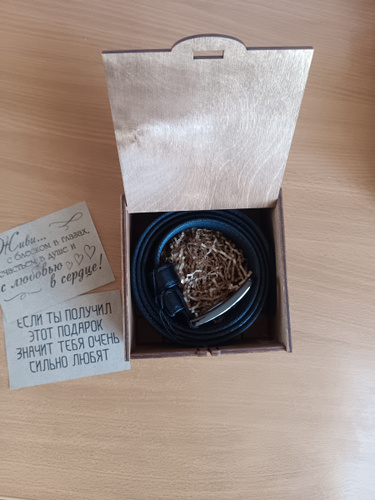 Живи...
с блеском в глазах,
счастьем в душе и
с любовью
в сердце!
ЕСЛИ ТЫ ПОЛУЧИЛ
ЭТОТ ПОДАРОК
ЗНАЧИТ ТЕБЯ ОЧЕНЬ
СИЛЬНО ЛЮБЯТ